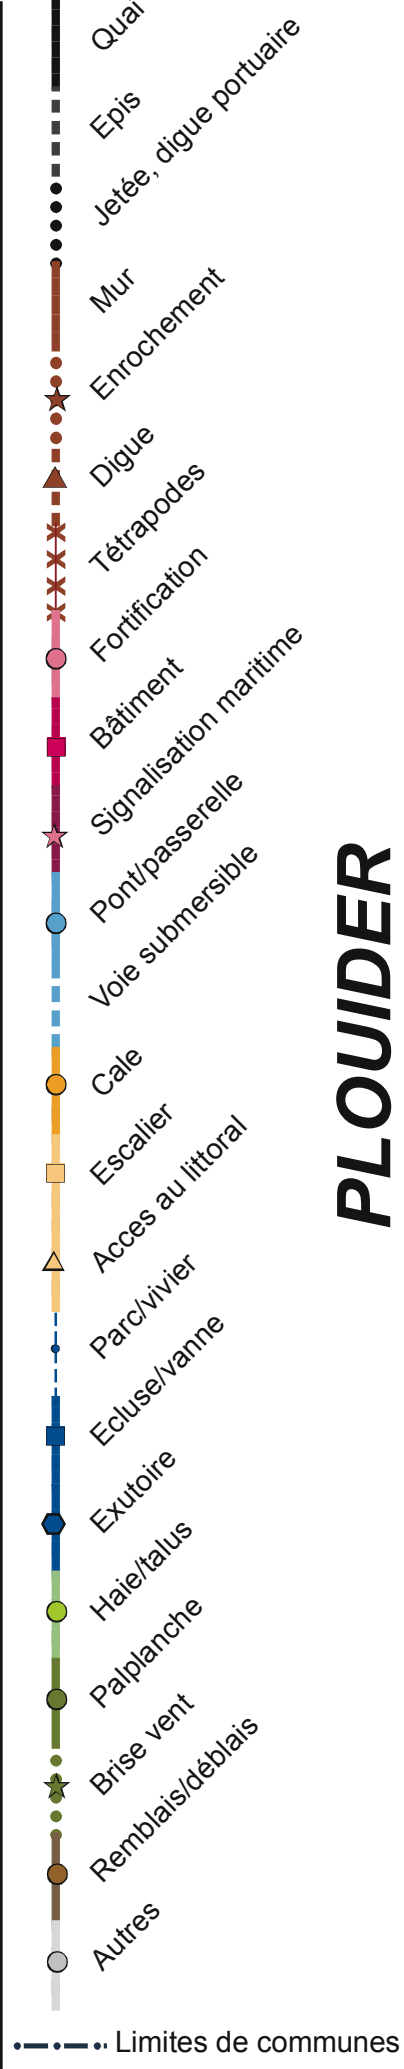 Quai
Epis
Jetée, digue portuaire
Mur
Enrochement
Digue
Tétrapodes
Fortification
Bâtiment
Signalisation maritime
Pont/passerelle
Voie submersible
Cale
Escalier
Acces au littoral
Parc/vivier
Ecluse/vanne
Exutoire
Haie/talus
Palplanche
Brise vent
Remblais/déblais
Autres
Limites de communes
PLOUIDER